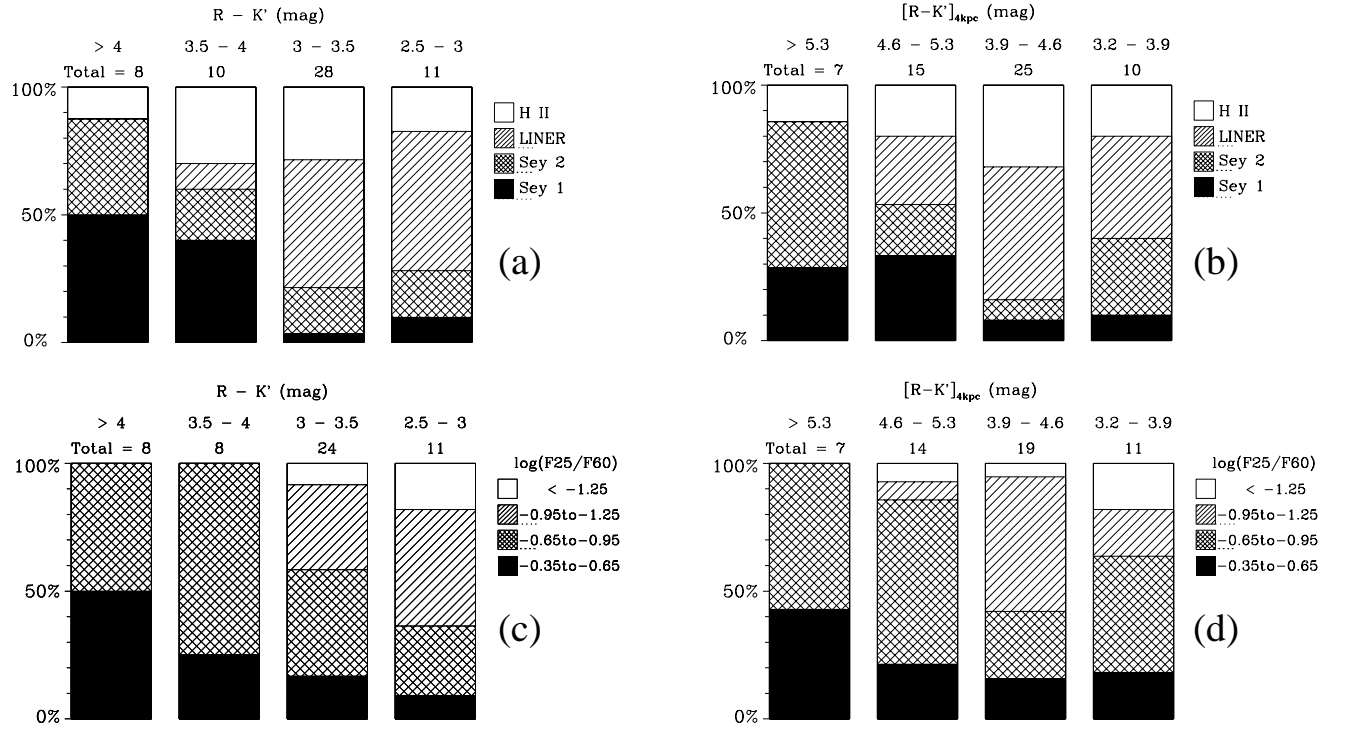 R - K' (mag)
> 4 3.5 - 4 3 - 3.5 2.5 - 3
Total = 8 10 28 11
100%
50%
0%
H II
LINER
Sey 2
Sey 1
(a)
[R-K']4kpc (mag)
> 5.3 4.6 - 5.3 3.9 - 4.6 3.2 - 3.9
Total = 7 15 25 10
100%
50%
0%
H II
LINER
Sey 2
Sey 1
(b)
R - K' (mag)
> 4 3.5 - 4 3 - 3.5 2.5 - 3
Total = 8 8 24 11
100%
50%
0%
log(F25/F60)
< -1.25
-0.95to-1.25
-0.65to-0.95
-0.35to-0.65
(c)
[R-K']4kpc (mag)
> 5.3 4.6 - 5.3 3.9 - 4.6 3.2 - 3.9
Total = 7 14 19 11
100%
50%
0%
log(F25/F60)
< -1.25
-0.95to-1.25
-0.65to-0.95
-0.35to-0.65
(d)